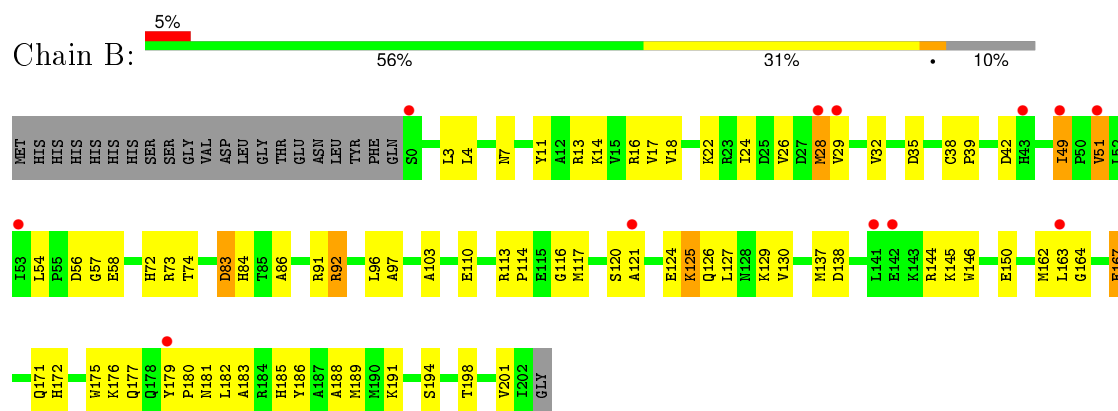 5%
Chain B:
56% 31% • 10%
MET HIS HIS HIS HIS HIS HIS SER SER GLY VAL ASP LEU GLY THR GLU ASN LEU TYR PHE GLN S0 L3 L4 N7 Y11 A12 R13 K14 V15 R16 V17 V18 K22 R23 I24 D25 V26 D27 M28 V29 V32 D35 C38 P39 D42 H43 I49 P50 V51 I52
I53 L54 P55 D56 G57 E58 H72 R73 T74 D83 H84 T85 A86 R91 R92 L96 A97 A103 E110 R113 P114 E115 G116 M117 S120 A121 E124 K125 Q126 L127 N128 K129 V130 M137 D138 L141 E142 K143 R144 K145 W146 E150 M162 L163 G164
Q171 H172 W175 K176 Q177 Q178 Y179 P180 N181 L182 A183 R184 H185 Y186 A187 A188 M189 M190 K191 S194 T198 V201 I202 GLY